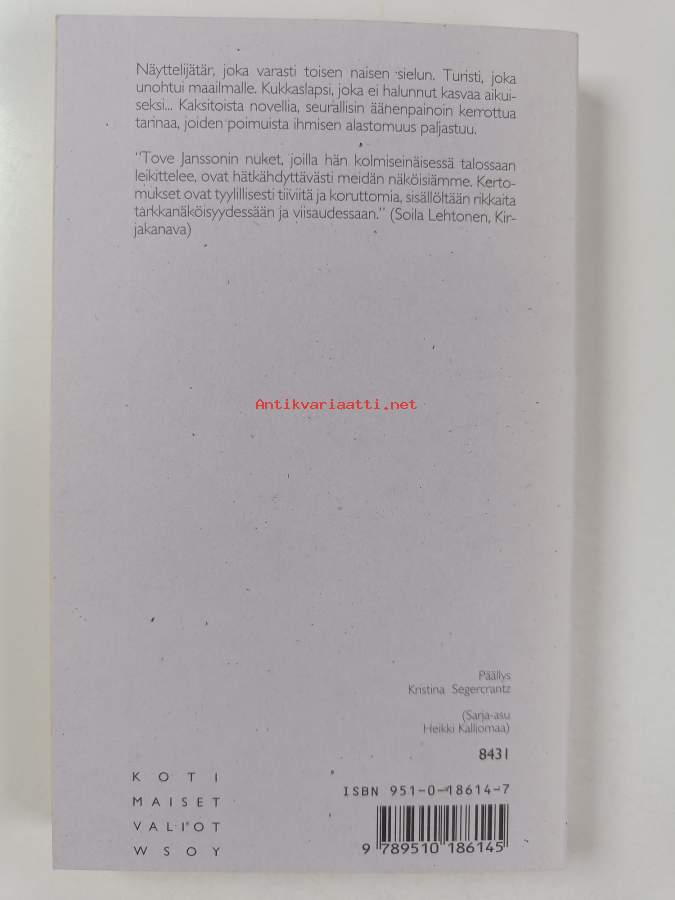 Näyttelijätär, joka varasti toisen naisen sielun. Turisti, joka
unohtui maailmalle. Kukkaslapsi, joka ei halunnut kasvaa aikui-
seksi... Kaksitoista novellia, seurallisin äähenpainoin kerrottua
tarinaa, joiden poimuista ihmisen alastomuus paljastuu.
"Tove Janssonin nuket, joilla hän kolmiseinäisessä talossaan
leikittelee, ovat hätkähdyttävästi meidän näköisiämme. Kerto-
mukset ovat tyylillisesti tiiviitä ja koruttomia, sisällöltään rikkaita
tarkkanäköisyydessään ja viisaudessaan." (Soila Lehtonen, Kir-
jakanava)
Antikvariaatti.net
Päällys
Kristina Segercrantz
(Sarja-asu
Heikki Kalliomaa)
8431
KOTI
MAISET
VALIOT
WSOY
ISBN 951-0-18614-7
9 789510 186145